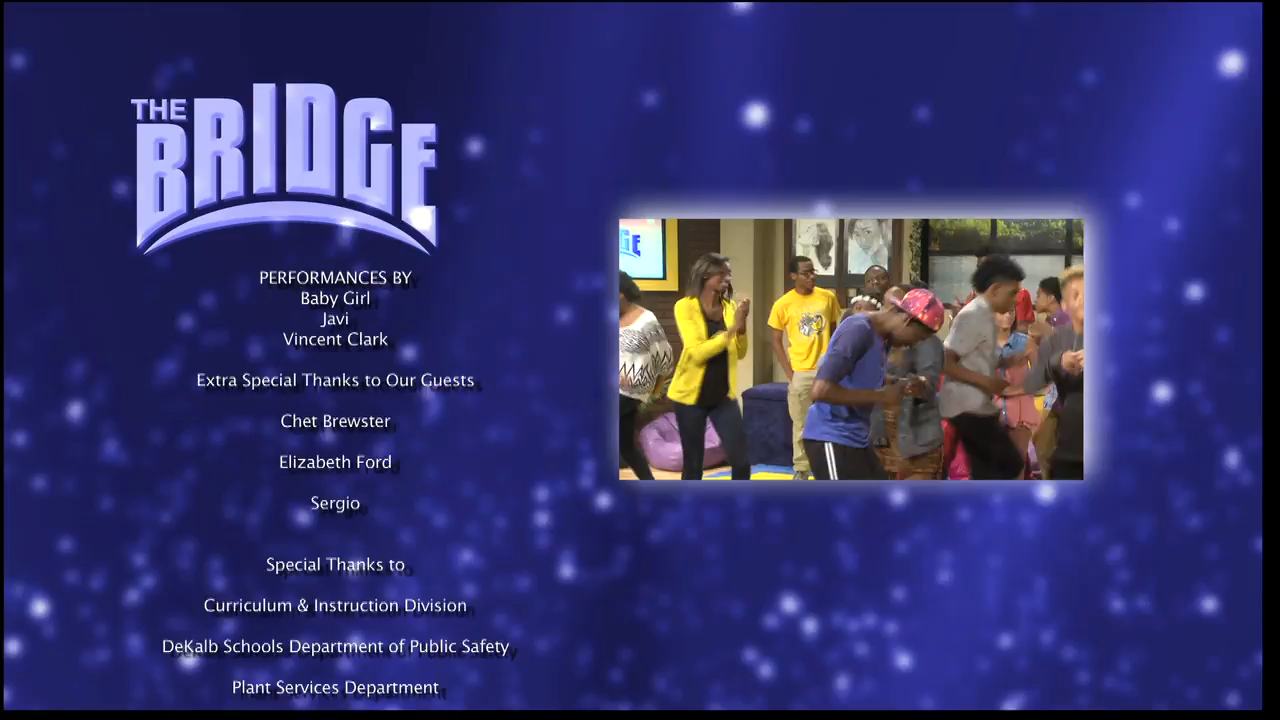 THE
BRIDGE
PERFORMANCES BY
Baby Girl
Javi
Vincent Clark
Extra Special Thanks to Our Guests
Chet Brewster
Elizabeth Ford
Sergio
Special Thanks to
Curriculum & Instruction Division
DeKalb Schools Department of Public Safety
Plant Services Department